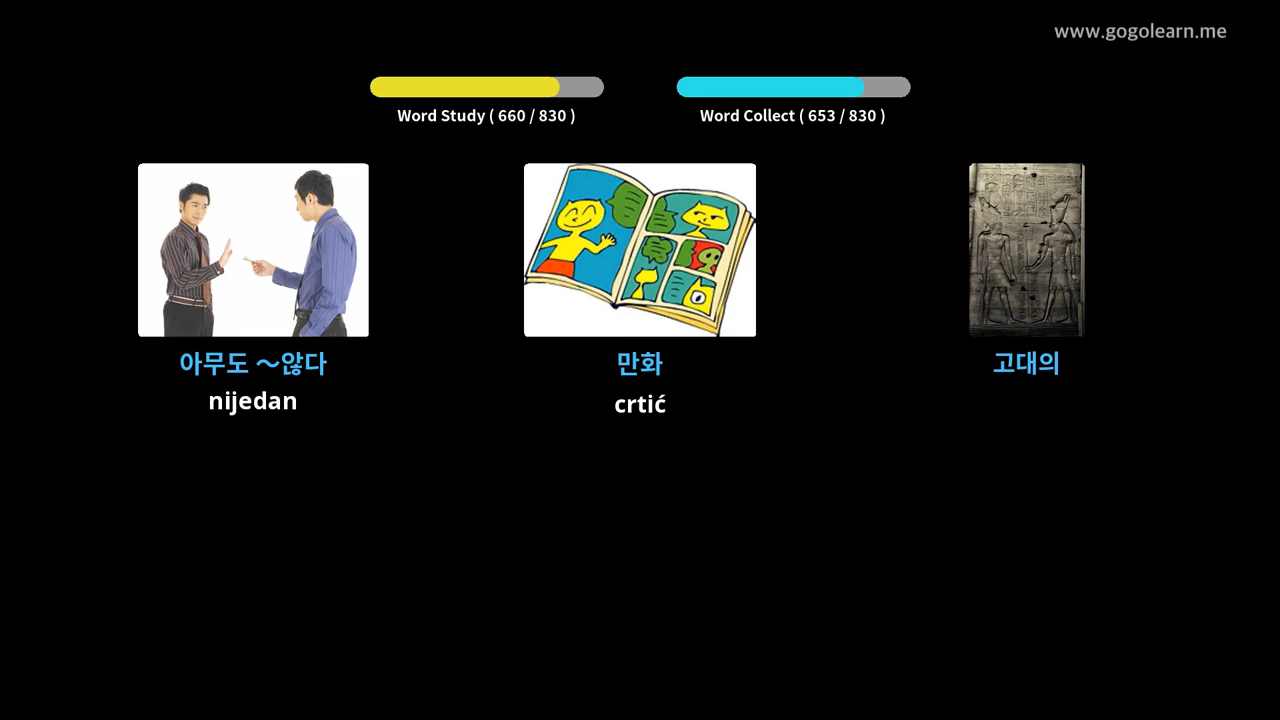 www.gogolearn.me
Word Study ( 660 / 830 )
Word Collect ( 653 / 830 )
아무도 ～않다
만화
고대의
nijedan
crtić